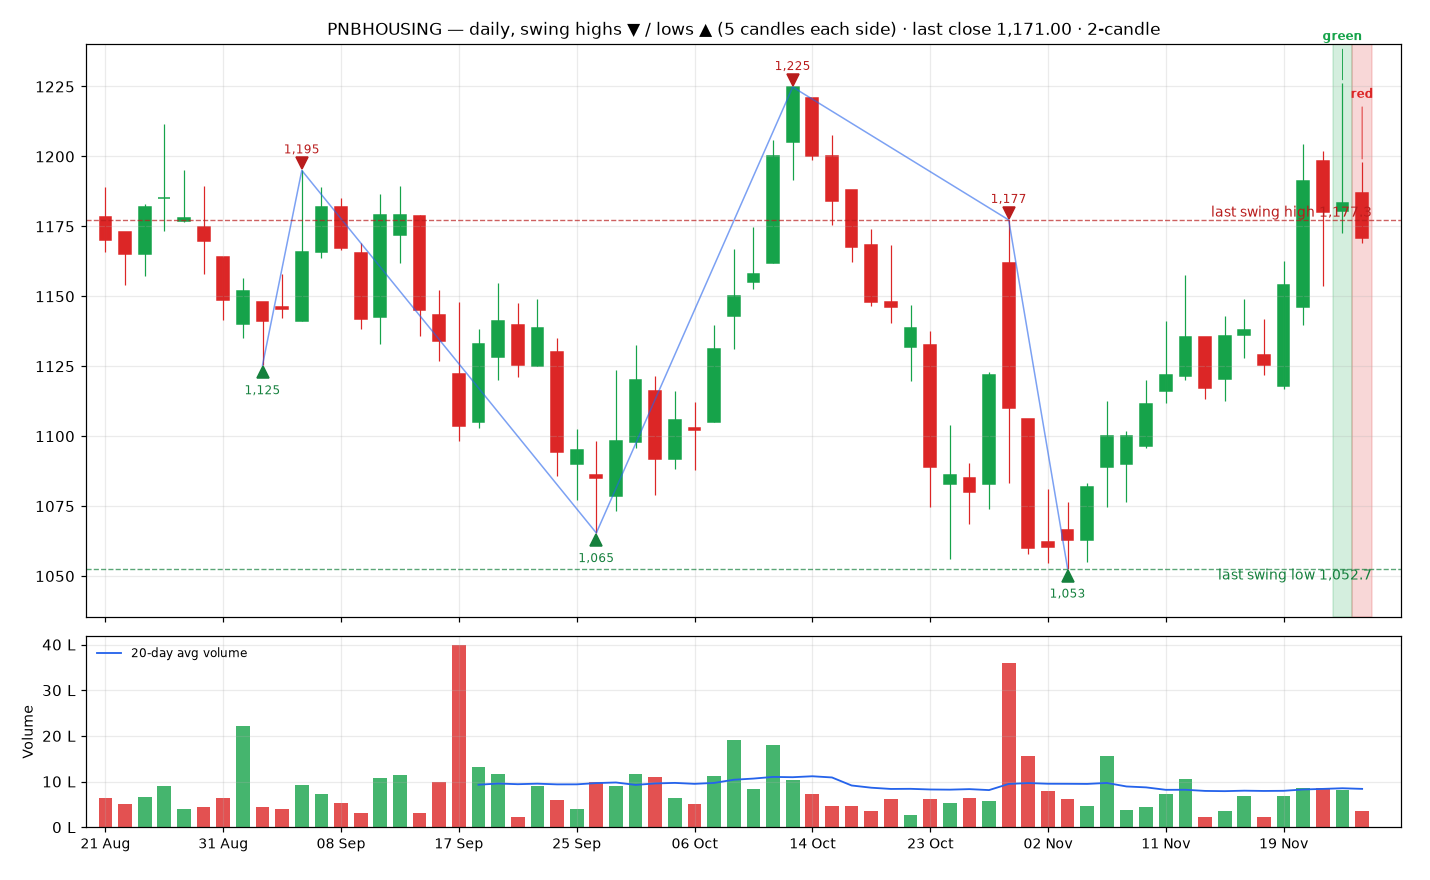 PNBHOUSING — daily, swing highs ▼ / lows ▲ (5 candles each side) · last close 1,171.00 · 2-candle
green
red
1,225
1,195
1,177
last swing high 1,177.3
1,125
1,065
last swing low 1,052.7
1,053
1225
1200
1175
1150
1125
1100
1075
1050
20-day avg volume
Volume
40 L
30 L
20 L
10 L
0 L
21 Aug
31 Aug
08 Sep
17 Sep
25 Sep
06 Oct
14 Oct
23 Oct
02 Nov
11 Nov
19 Nov